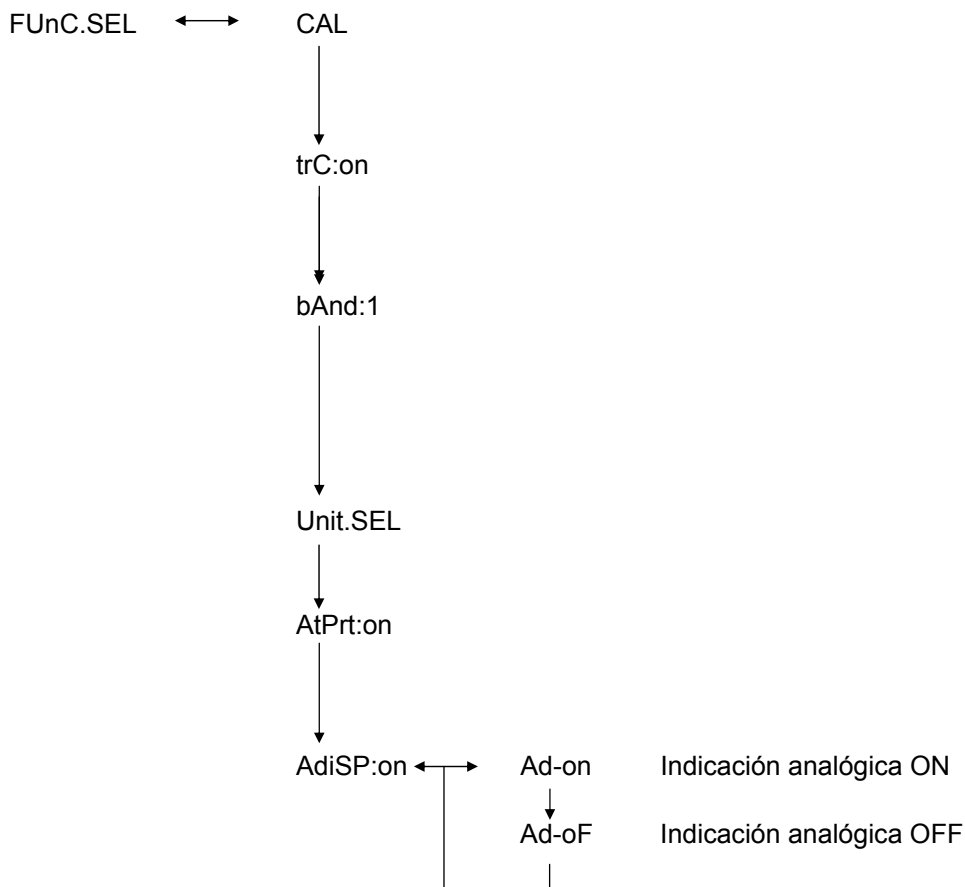 FUnC.SEL CAL
trC:on
bAnd:1
Unit.SEL
AtPrt:on
AdiSP:on Ad-on Indicación analógica ON
Ad-oF Indicación analógica OFF